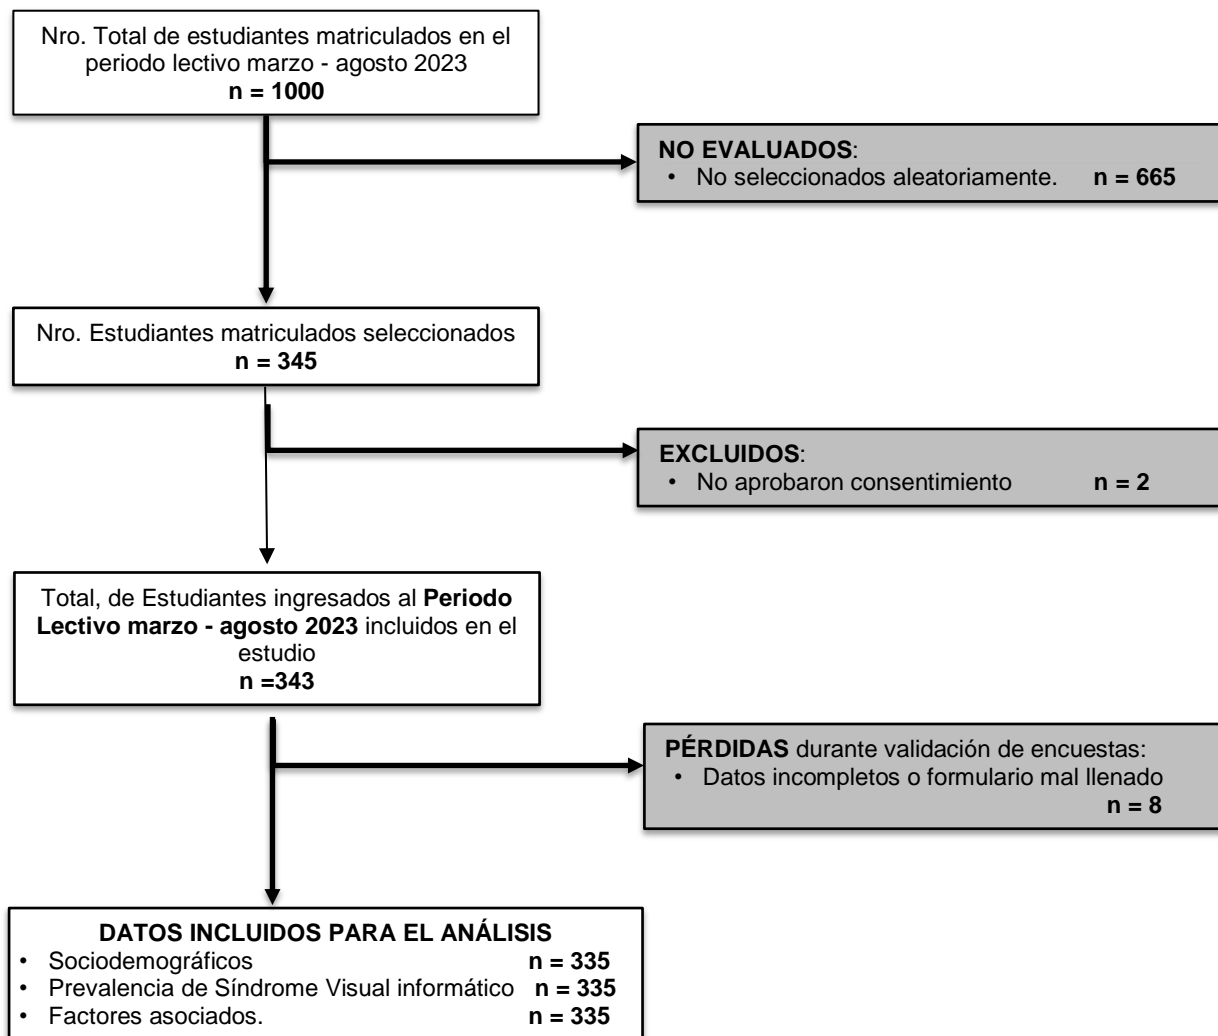 Nro. Total de estudiantes matriculados en el
periodo lectivo marzo - agosto 2023
n = 1000
NO EVALUADOS:
• No seleccionados aleatoriamente. n = 665
Nro. Estudiantes matriculados seleccionados
n = 345
EXCLUIDOS:
• No aprobaron consentimiento n = 2
Total, de Estudiantes ingresados al Periodo
Lectivo marzo - agosto 2023 incluidos en el
estudio
n =343
PÉRDIDAS durante validación de encuestas:
• Datos incompletos o formulario mal llenado
n = 8
DATOS INCLUIDOS PARA EL ANÁLISIS
• Sociodemográficos n = 335
• Prevalencia de Síndrome Visual informático n = 335
• Factores asociados. n = 335